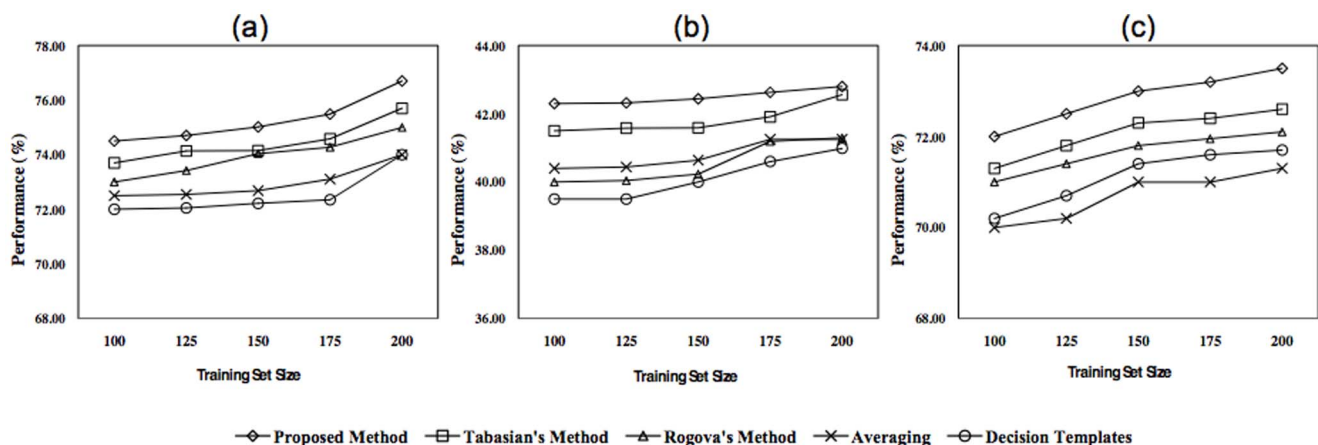 (a)
Performance (%)
78.00
76.00
74.00
72.00
70.00
68.00
100 125 150 175 200
Training Set Size
(b)
Performance (%)
44.00
42.00
40.00
38.00
36.00
100 125 150 175 200
Training Set Size
(c)
Performance (%)
74.00
72.00
70.00
68.00
100 125 150 175 200
Training Set Size
Proposed Method Tabasian's Method Rogova's Method Averaging Decision Templates